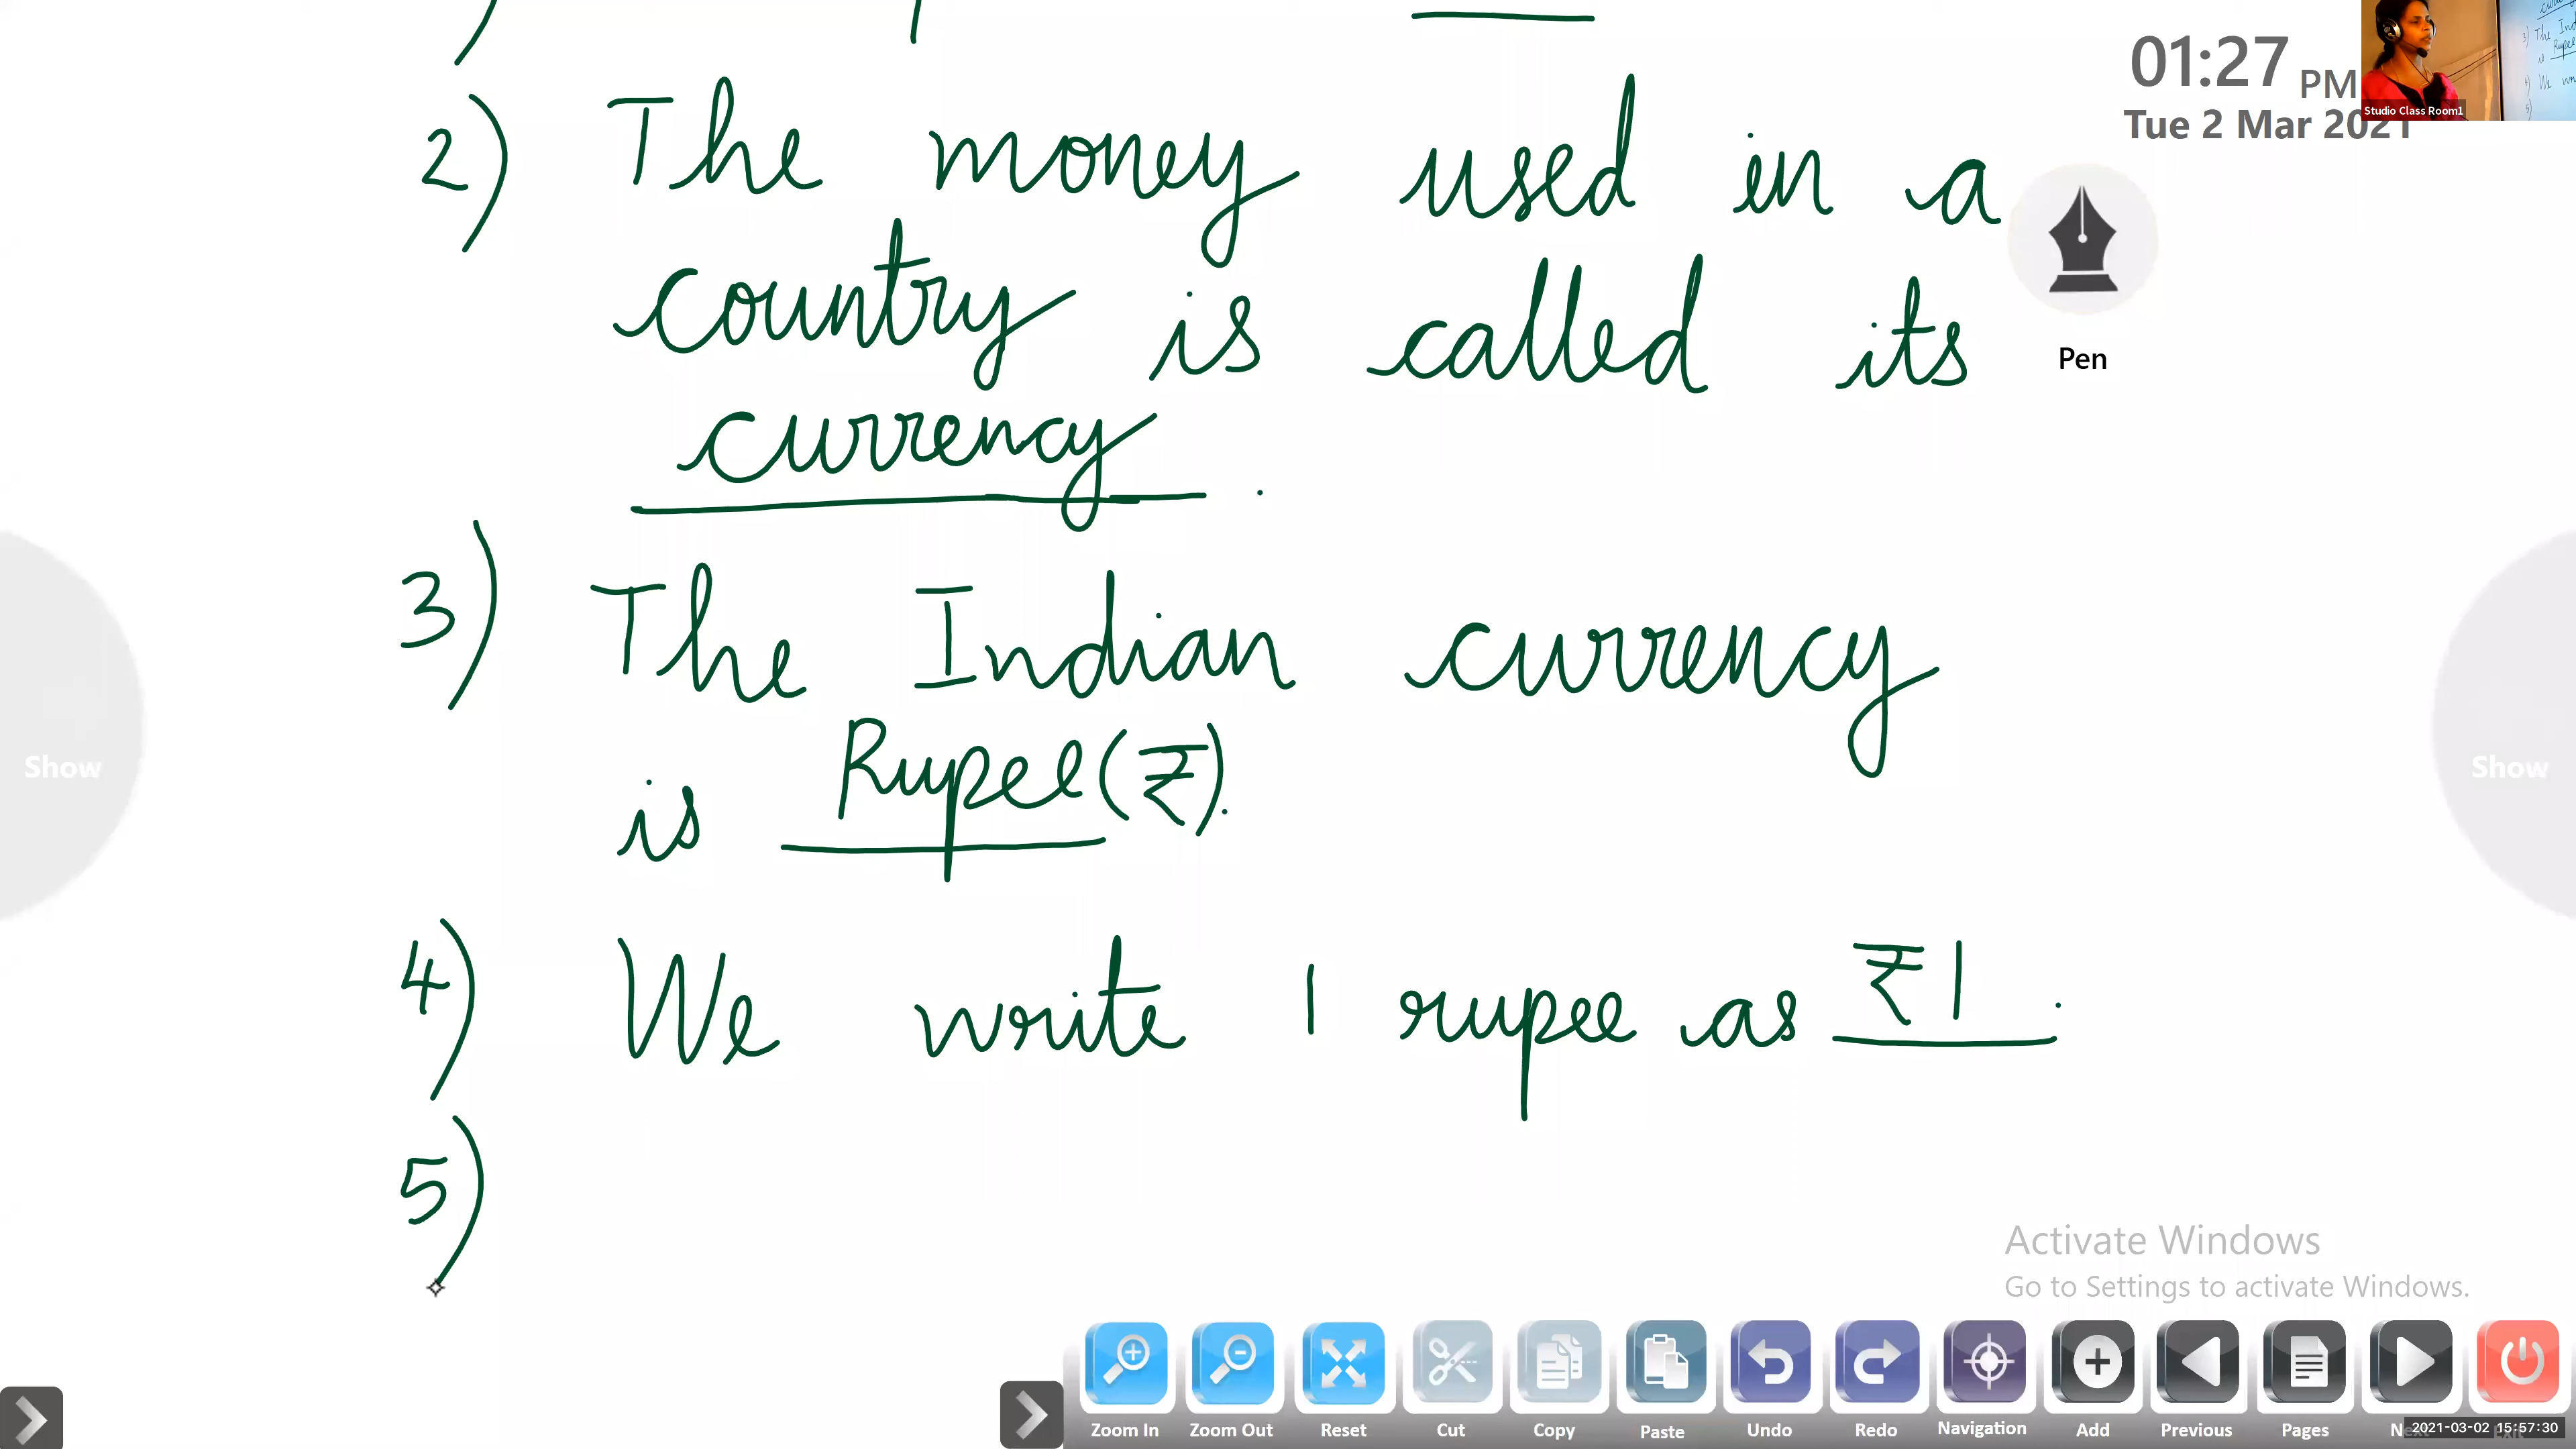 01:27 PM
Tue 2 Mar 2021
Studio Class Room1
2) The money used in a
country is called its
currency.
Pen
3) The Indian currency
is Rupee(₹).
4) We write 1 rupee as ₹1.
5)
Show
Show
Activate Windows
Go to Settings to activate Windows.
Zoom In Zoom Out Reset Cut Copy Paste Undo Redo Navigation Add Previous Pages
2021-03-02 15:57:30